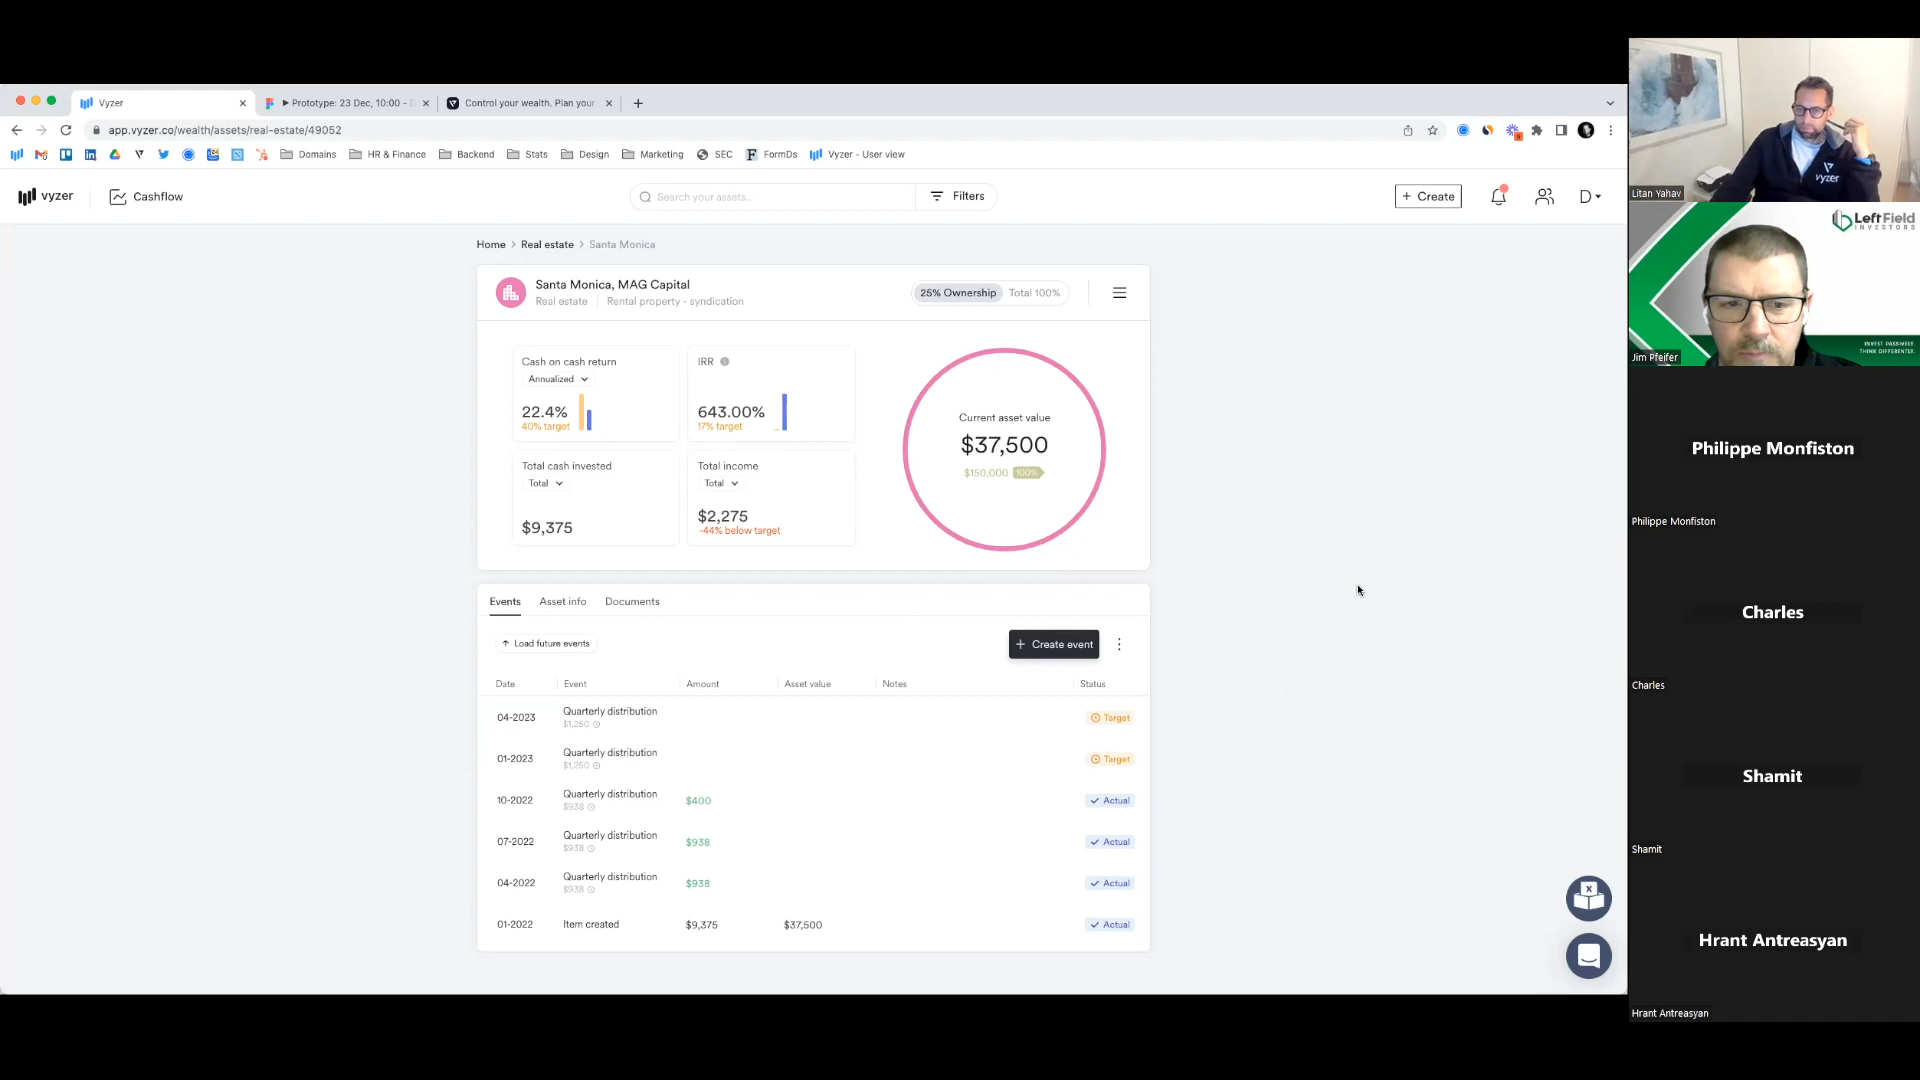 Vyzer
Prototype: 23 Dec, 10:00 - D
Control your wealth. Plan your
app.vyzer.co/wealth/assets/real-estate/49052
Domains
HR & Finance
Backend
Stats
Design
Marketing
SEC
FormDs
Vyzer - User view
vyzer
Cashflow
Search your assets...
Filters
+ Create
D
Home > Real estate > Santa Monica
Santa Monica, MAG Capital
Real estate
Rental property - syndication
25% Ownership
Total 100%
Cash on cash return
Annualized
22.4%
40% target
IRR
643.00%
17% target
Total cash invested
Total
$9,375
Total income
Total
$2,275
-44% below target
Current asset value
$37,500
$150,000 100%
Events
Asset info
Documents
Load future events
+ Create event
Date Event Amount Asset value Notes Status
04-2023 Quarterly distribution Target
$1,250
01-2023 Quarterly distribution Target
$1,250
10-2022 Quarterly distribution $400 Actual
$938
07-2022 Quarterly distribution $938 Actual
$938
04-2022 Quarterly distribution $938 Actual
$938
01-2022 Item created $9,375 $37,500 Actual
vyzer
Litan Yahav
LeftField
INVESTORS
INVEST PASSIVELY.
THINK DIFFERENTLY.
Jim Pfeifer
Philippe Monfiston
Philippe Monfiston
Charles
Charles
Shamit
Shamit
Hrant Antreasyan
Hrant Antreasyan